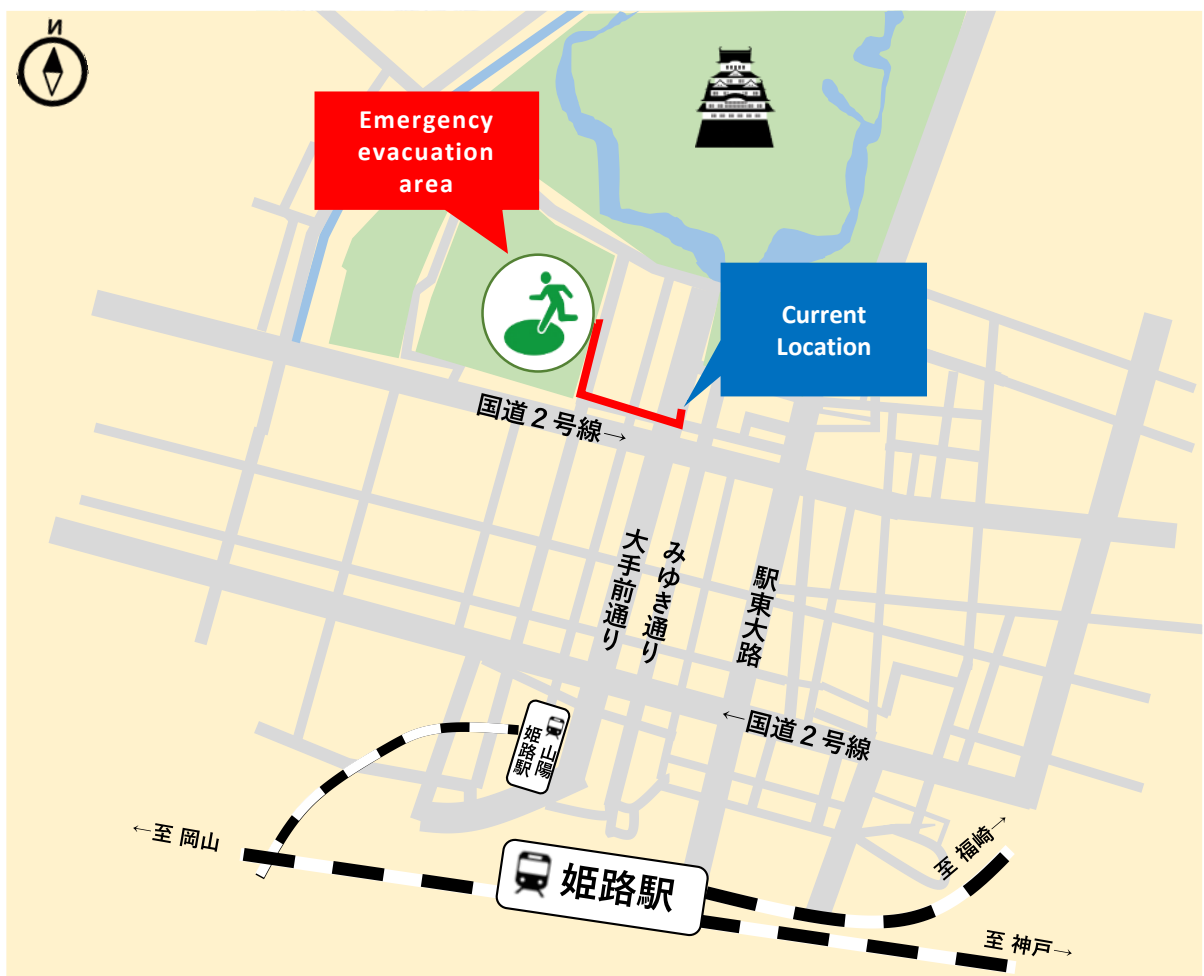 N
Emergency
evacuation
area
Current
Location
国道２号線→
大手前通り
みゆき通り
駅東大路
←国道２号線
山陽
姫路駅
←至 岡山
姫路駅
至 福崎→
至 神戸→